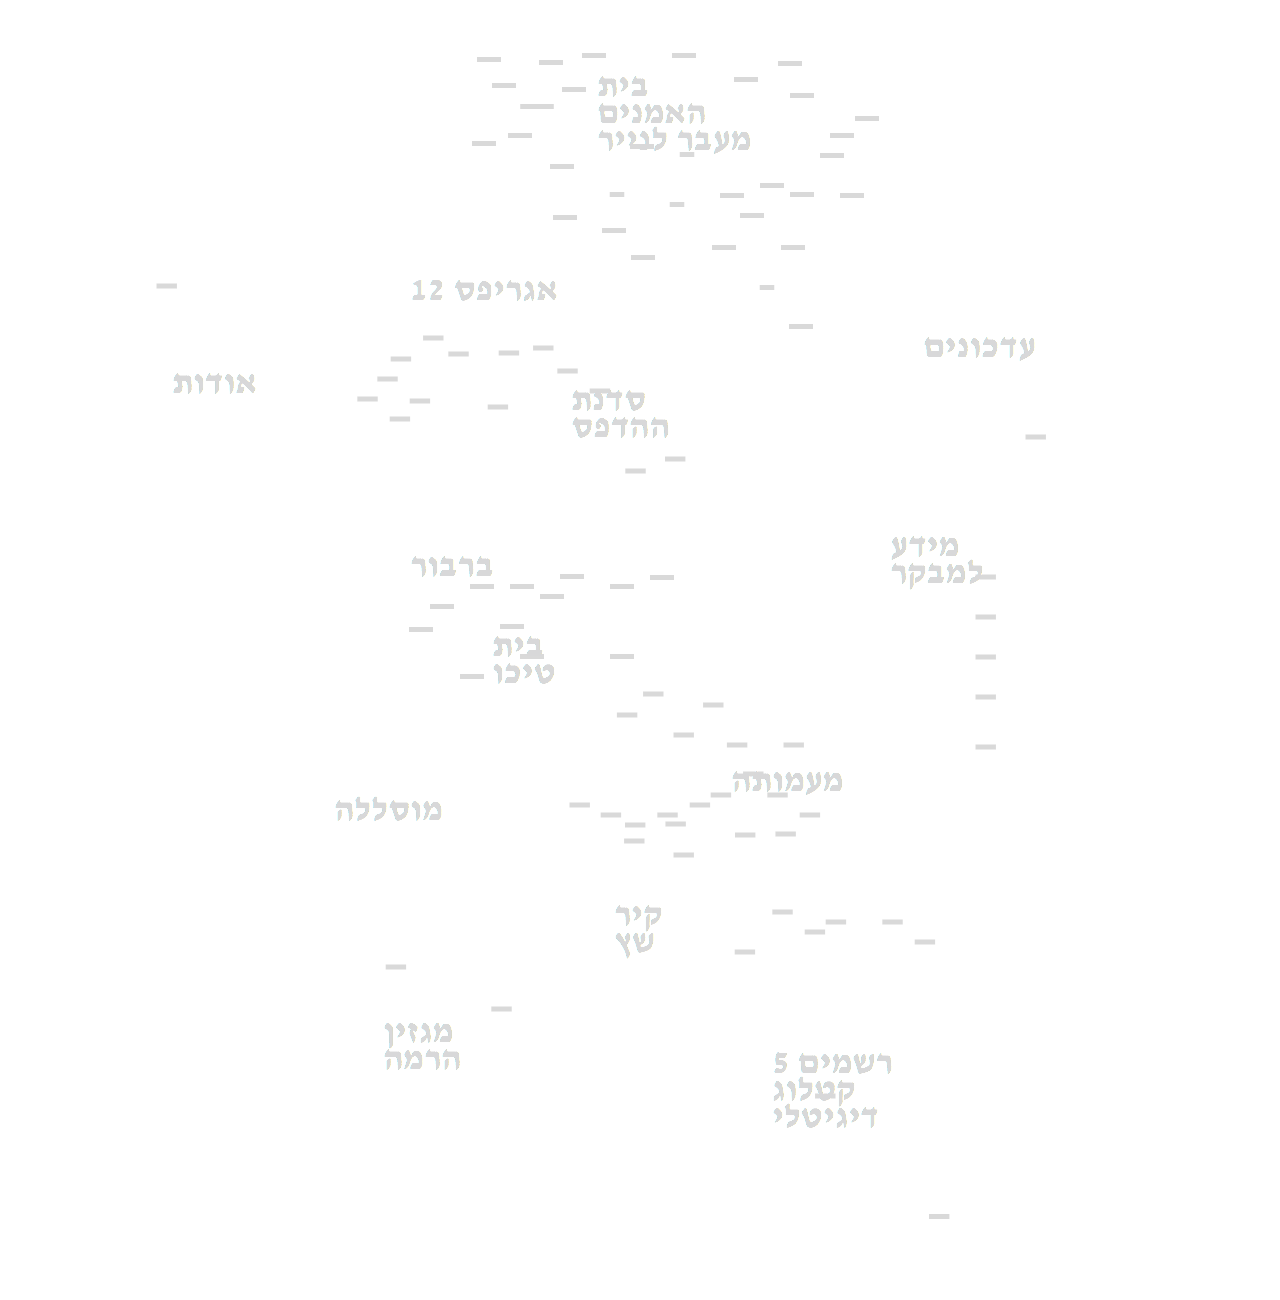 בית
האמנים
מעבר לנייר
אגריפס 12
עדכונים
אודות
סדנת
ההדפס
מידע
למבקר
ברבור
בית
טיכו
מעמותה
מוסללה
קיר
שץ
מגזין
הרמה
רשמים 5
קטלוג
דיגיטלי